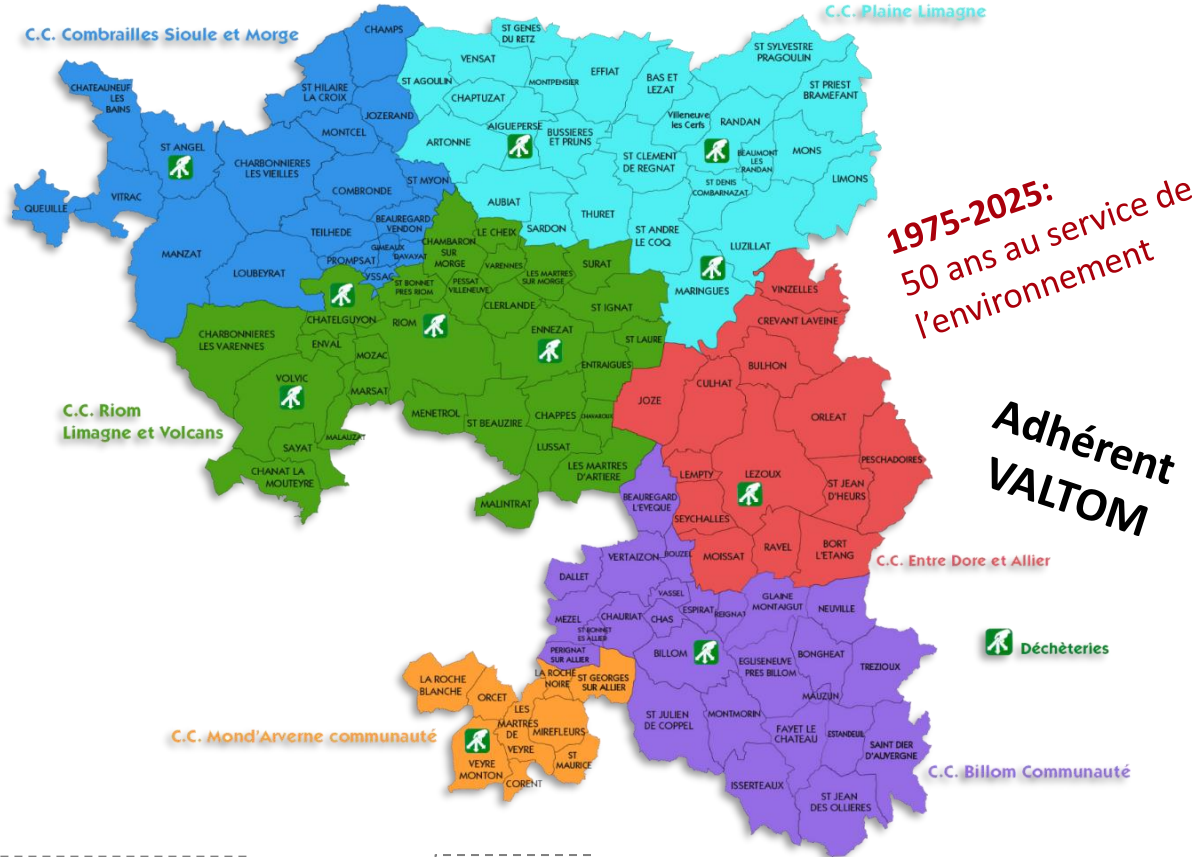 C.C. Plaine Limagne
C.C. Combrailles Sioule et Morge
CHAMPS
ST GENES
DU RETZ
ST SYLVESTRE
PRAGOULIN
VENSAT
EFFIAT
BAS ET
LEZAT
ST AGOULIN
MONTPENSIER
ST PRIEST
BRAMEFANT
CHATEAUNEUF
LES
BAINS
ST HILAIRE
LA CROIX
CHAPTUZAT
JOZERAND
Villeneuve
les Cerfs
RANDAN
MONTCEL
AIGUEPERSE
BUSSIERES
ET PRUNS
ARTONNE
ST ANGEL
CHARBONNIERES
LES VIEILLES
ST CLEMENT
DE REGNAT
BEAUMONT
LES
RANDAN
MONS
LIMONS
ST MYON
COMBRONDE
ST DENIS
COMBARNAZAT
VITRAC
QUEUILLE
AUBIAT
THURET
BEAUREGARD
VENDON
TEILHEDE
SARDON
ST ANDRE
LE COQ
LE CHEIX
CHAMBARON
SUR
MORGE
GIMEAUX
DAVAYAT
LUZILLAT
MANZAT
PROMPSAT
LOUBEYRAT
YSSAC
VARENNES
SURAT
LES MARTRES
SUR MORGE
ST BONNET
PRES RIOM
PESSAT
VILLENEUVE
MARINGUES
VINZELLES
CLERLANDE
ST IGNAT
CHATELGUYON
RIOM
CREVANT LAVEINE
CHARBONNIERES
LES VARENNES
ENVAL
ENNEZAT
ST LAURE
MOZAC
ENTRAIGUES
BULHON
VOLVIC
MARSAT
CULHAT
JOZE
MENETROL
ST BEAUZIRE
CHAPPES
CHAVAROUX
ORLEAT
C.C. Riom
Limagne et Volcans
MALAUZAT
SAYAT
LUSSAT
PESCHADOIRES
CHANAT LA
MOUTEYRE
LES MARTRES
D'ARTIERE
LEMPTY
LEZOUX
ST JEAN
D'HEURS
MALINTRAT
BEAUREGARD
L'EVEQUE
SEYCHALLES
RAVEL
BORT
L'ETANG
MOISSAT
VERTAIZON
BOUZEL
C.C. Entre Dore et Allier
DALLET
VASSEL
GLAINE
MONTAIGUT
NEUVILLE
MEZEL
CHAURIAT
CHAS
ESPIRAT
REIGNAT
ST BONNET
ES ALLIER
PERIGNAT
SUR ALLIER
BILLOM
EGLISENEUVE
PRES BILLOM
BONGHEAT
TREZIOUX
LA ROCHE
BLANCHE
LA ROCHE
NOIRE
ST GEORGES
SUR ALLIER
ORCET
MAUZUN
LES
MARTRES
DE
VEYRE
MIREFLEURS
ST JULIEN
DE COPPEL
MONTMORIN
FAYET LE
CHATEAU
ESTANDEUIL
SAINT DIER
D'AUVERGNE
C.C. Mond'Arverne communauté
VEYRE
MONTON
ST
MAURICE
CORENT
ISSERTEAUX
ST JEAN
DES OLLIERES
C.C. Billom Communauté
1975-2025:
50 ans au service de
l'environnement
Adhérent
VALTOM
Déchèteries